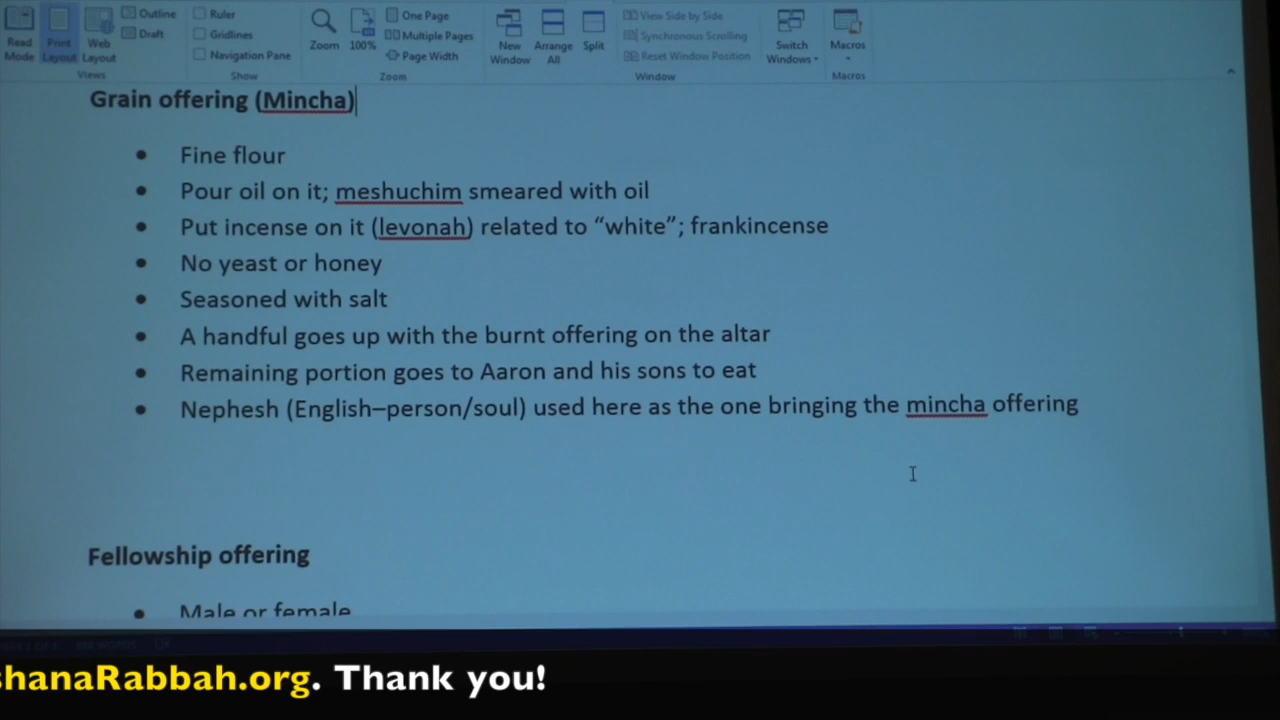 Read Mode
Print Layout
Web Layout
Outline
Draft
Views
Ruler
Gridlines
Navigation Pane
Show
Zoom
100%
One Page
Multiple Pages
Page Width
Zoom
New Window
Arrange All
Split
View Side by Side
Synchronous Scrolling
Reset Window Position
Window
Switch Windows
Macros
Macros
Grain offering (Mincha)
• Fine flour
• Pour oil on it; meshuchim smeared with oil
• Put incense on it (levonah) related to “white”; frankincense
• No yeast or honey
• Seasoned with salt
• A handful goes up with the burnt offering on the altar
• Remaining portion goes to Aaron and his sons to eat
• Nephesh (English–person/soul) used here as the one bringing the mincha offering
Fellowship offering
• Male or female
shanaRabbah.org. Thank you!